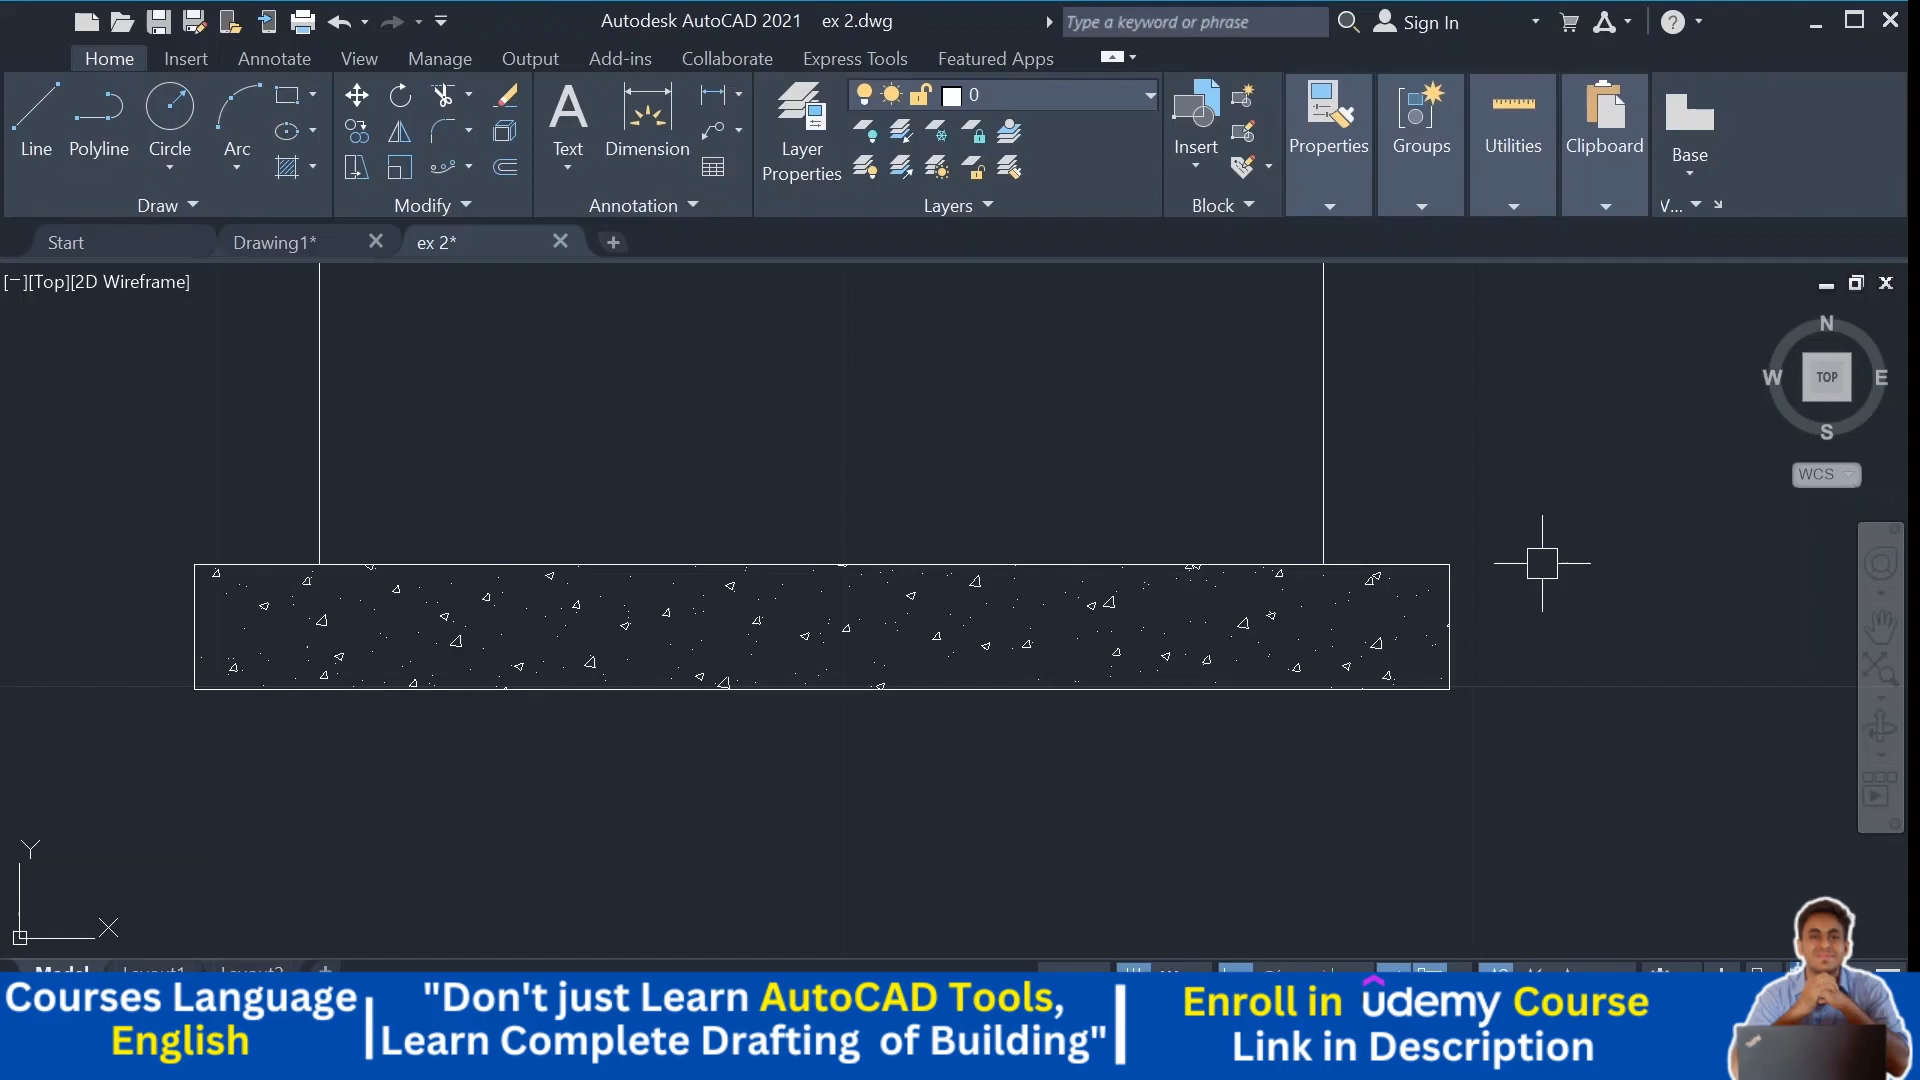 Autodesk AutoCAD 2021 ex 2.dwg
Type a keyword or phrase
Sign In
Home Insert Annotate View Manage Output Add-ins Collaborate Express Tools Featured Apps
0
Line Polyline Circle Arc
Text Dimension
Layer
Properties
Insert
Properties Groups Utilities Clipboard
Base
Draw Modify Annotation Layers Block V...
Start Drawing1* ex 2*
[−][Top][2D Wireframe]
N
W TOP E
S
WCS
Y
X
Model Layout1 Layout2
Courses Language
English
"Don't just Learn AutoCAD Tools,
Learn Complete Drafting of Building"
Enroll in udemy Course
Link in Description